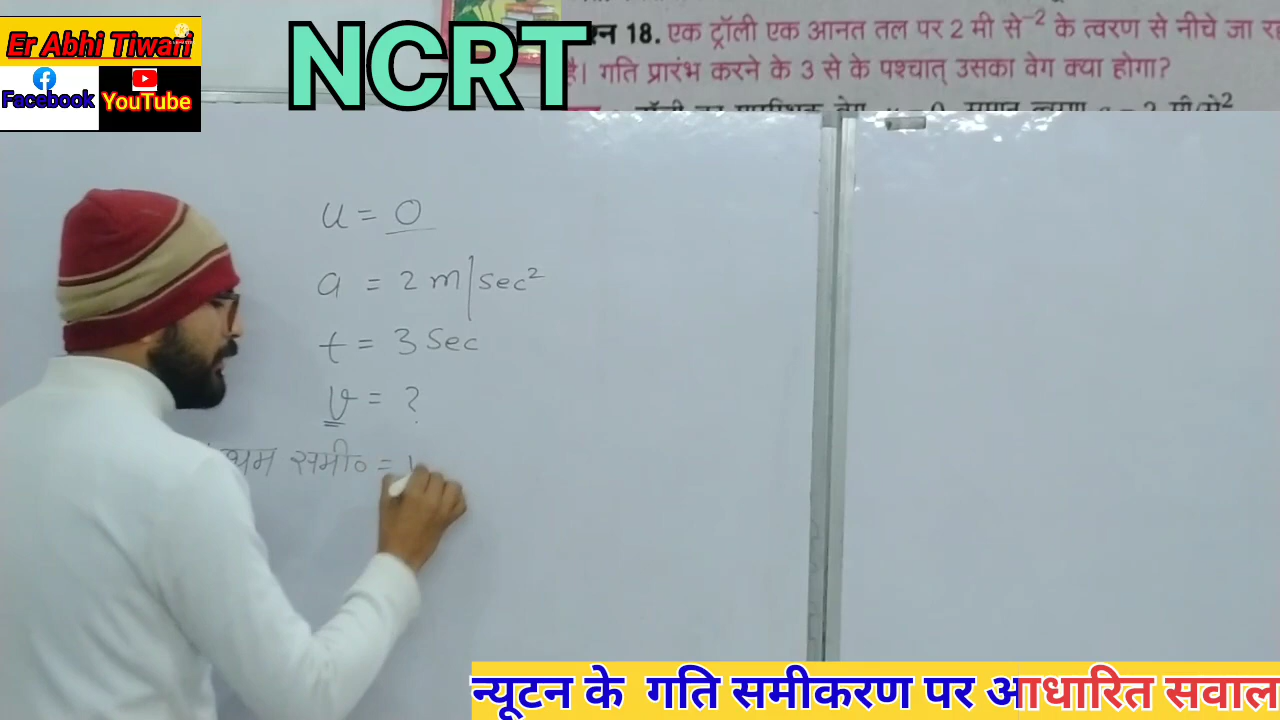 Er Abhi Tiwari
Facebook
YouTube
NCRT
18. एक ट्रॉली एक आनत तल पर 2 मी से⁻² के त्वरण से नीचे जा
है। गति प्रारंभ करने के 3 से के पश्चात् उसका वेग क्या होगा?
u = 0
a = 2 m/sec²
t = 3 Sec
v = ?
समी० =
न्यूटन के गति समीकरण पर आधारित सवाल